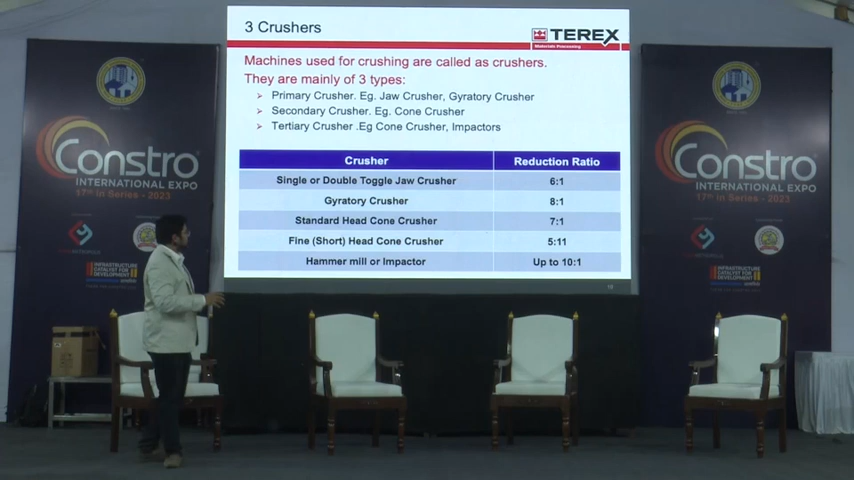 3 Crushers
TEREX
Materials Processing
Machines used for crushing are called as crushers.
They are mainly of 3 types:
Primary Crusher. Eg. Jaw Crusher, Gyratory Crusher
Secondary Crusher. Eg. Cone Crusher
Tertiary Crusher .Eg Cone Crusher, Impactors
Crusher Reduction Ratio
Single or Double Toggle Jaw Crusher 6:1
Gyratory Crusher 8:1
Standard Head Cone Crusher 7:1
Fine (Short) Head Cone Crusher 5:11
Hammer mill or Impactor Up to 10:1
Constro
INTERNATIONAL EXPO
17th in Series - 2023
INFRASTRUCTURE
CATALYST FOR
DEVELOPMENT
Constro
INTERNATIONAL EXPO
17th in Series - 2023
INFRASTRUCTURE
CATALYST FOR
DEVELOPMENT